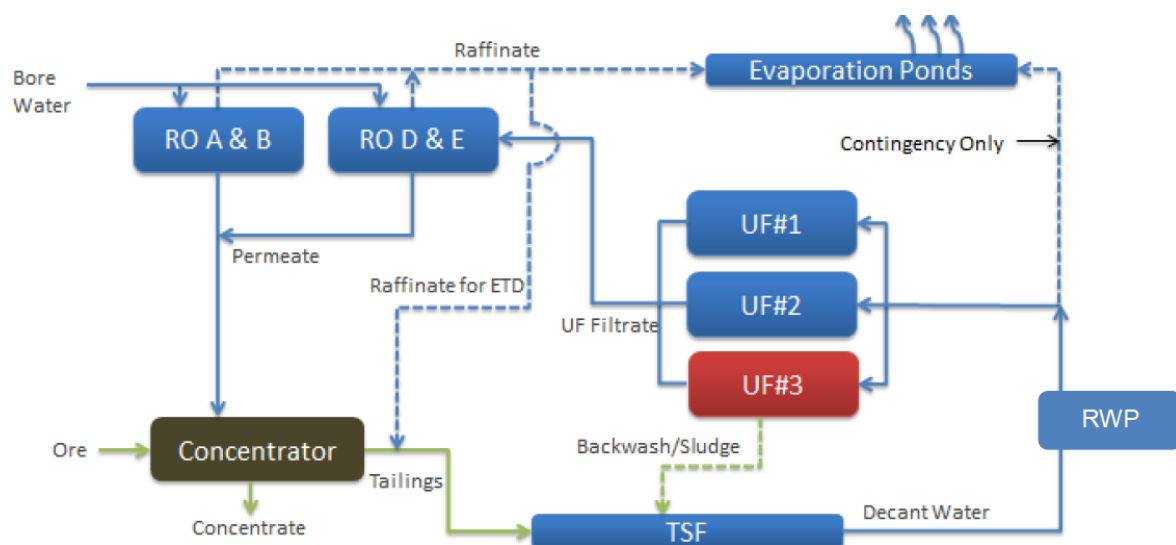 Raffinate
Evaporation Ponds
Bore
Water
RO A & B
RO D & E
Contingency Only
UF#1
Permeate
Raffinate for ETD
UF#2
UF Filtrate
UF#3
RWP
Ore
Concentrator
Backwash/Sludge
Tailings
Concentrate
TSF
Decant Water